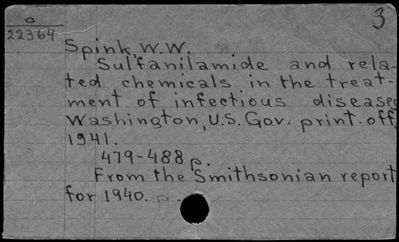 3
o
22364
Spink, W.W.
Sulfanilamide and rela-
ted chemicals in the treat-
ment of infectious diseases
Washington, U.S. Gov. print. off.
1941.
479-488 p.
From the Smithsonian report
for 1940.